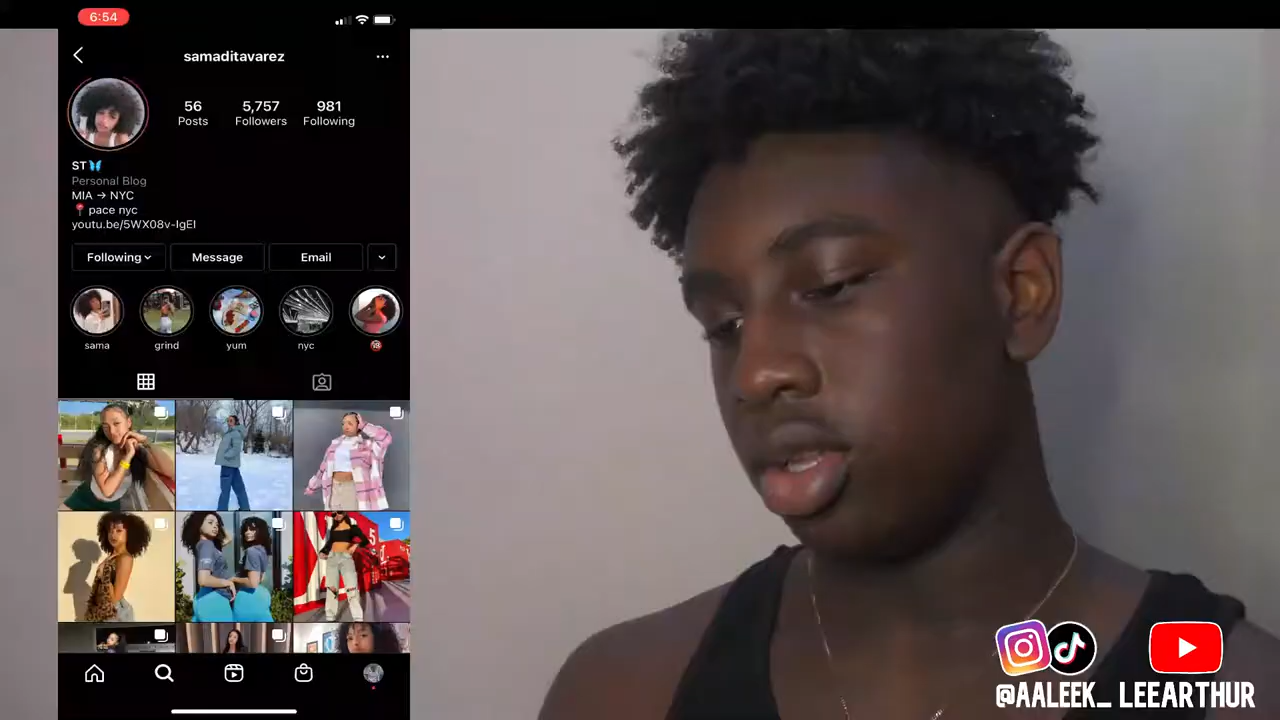 6:54
samaditavarez
56 5,757 981
Posts Followers Following
ST
Personal Blog
MIA → NYC
pace nyc
youtu.be/5WX08v-IgEI
Following Message Email
sama grind yum nyc
@AALEEK_ LEEARTHUR